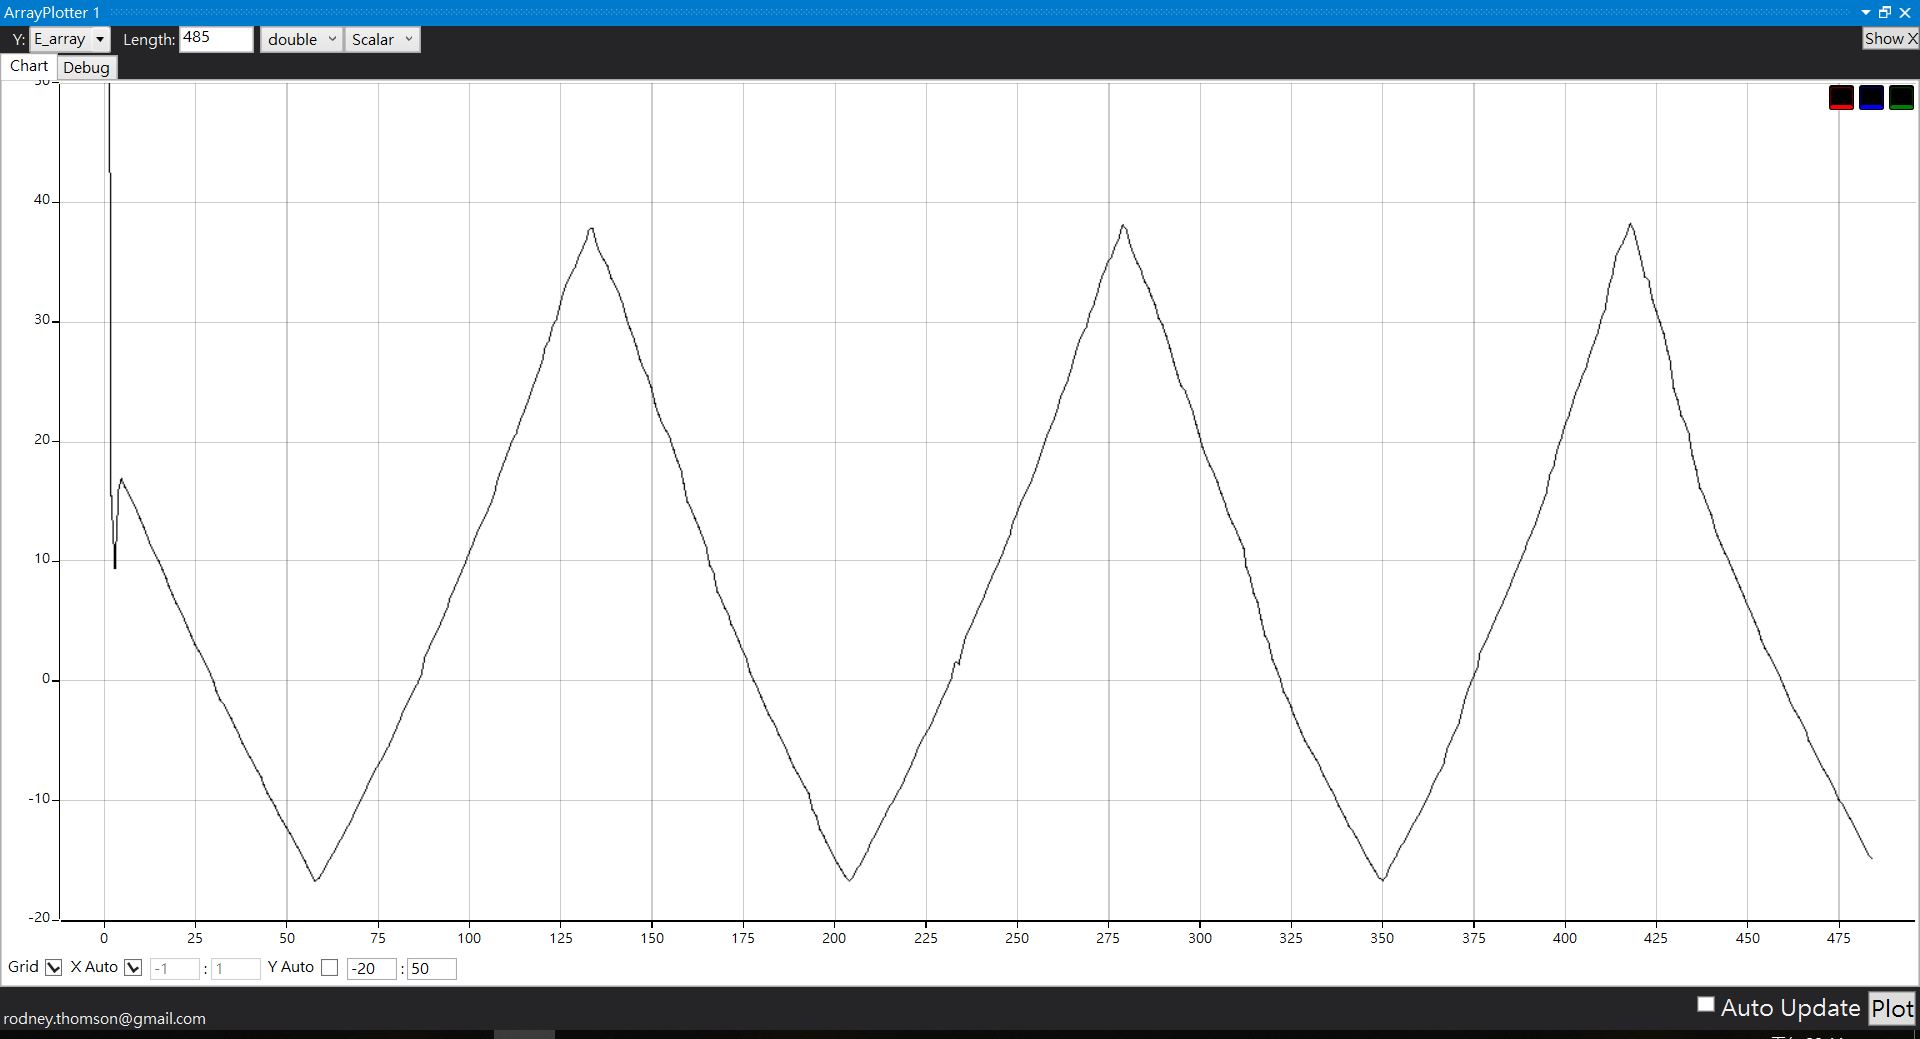 ArrayPlotter 1
Y: E_array Length: 485 double Scalar Show X
Chart Debug
50
40
30
20
10
0
-10
-20
0 25 50 75 100 125 150 175 200 225 250 275 300 325 350 375 400 425 450 475
Grid X Auto -1 : 1 Y Auto -20 : 50
Auto Update Plot
rodney.thomson@gmail.com